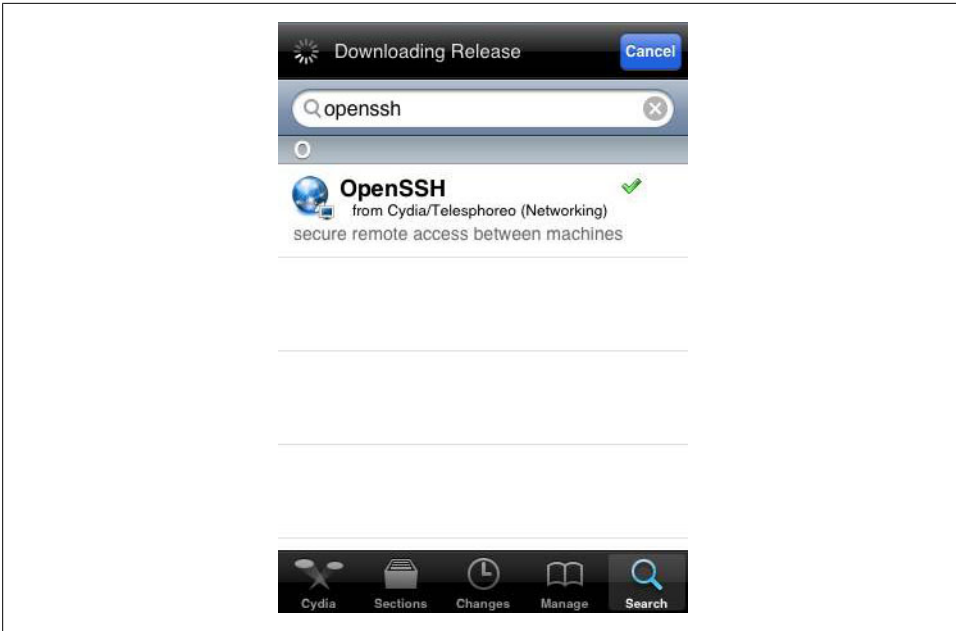 Downloading Release
Cancel
openssh
O
OpenSSH
from Cydia/Telesphoreo (Networking)
secure remote access between machines
Cydia Sections Changes Manage Search